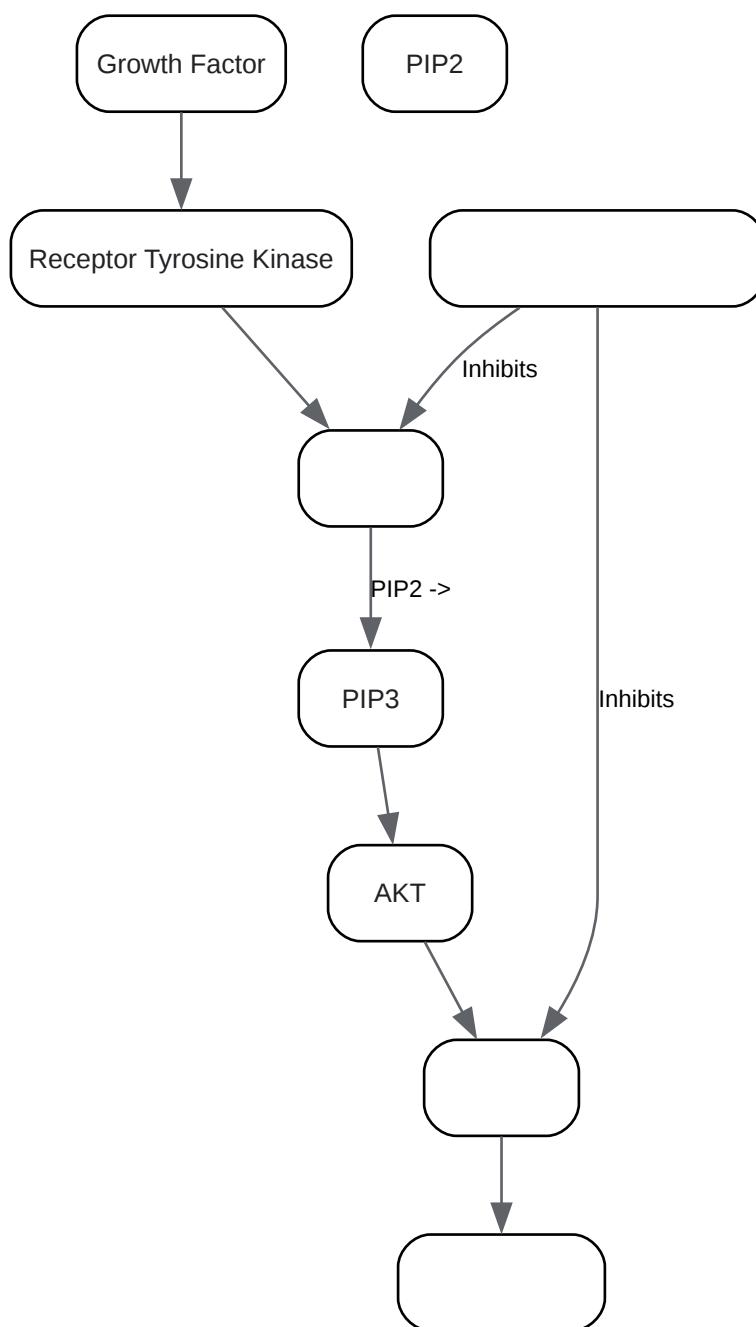 Growth Factor
PIP2
Receptor Tyrosine Kinase
Inhibits
PIP2 ->
PIP3
Inhibits
AKT